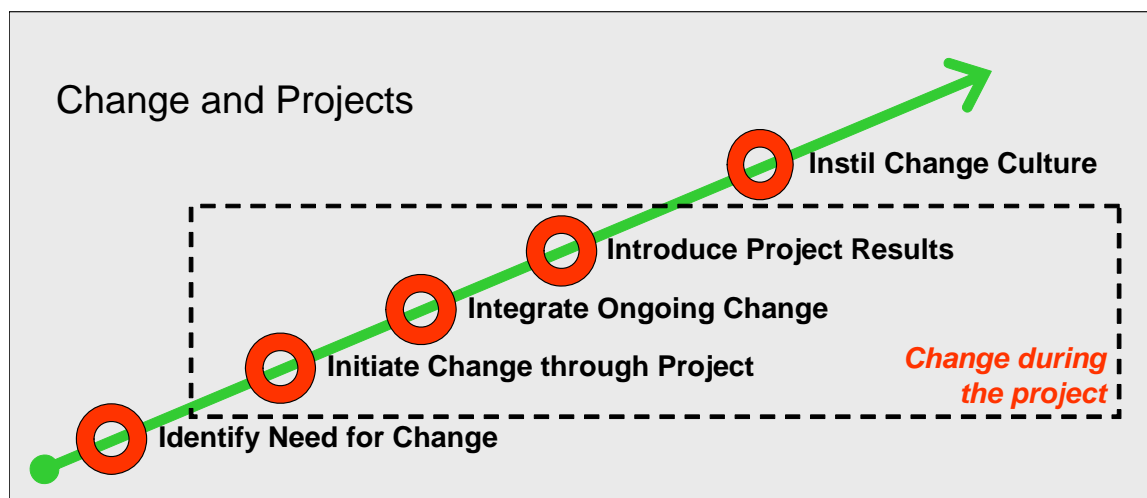 Change and Projects
Instil Change Culture
Introduce Project Results
Integrate Ongoing Change
Initiate Change through Project
Change during
the project
Identify Need for Change